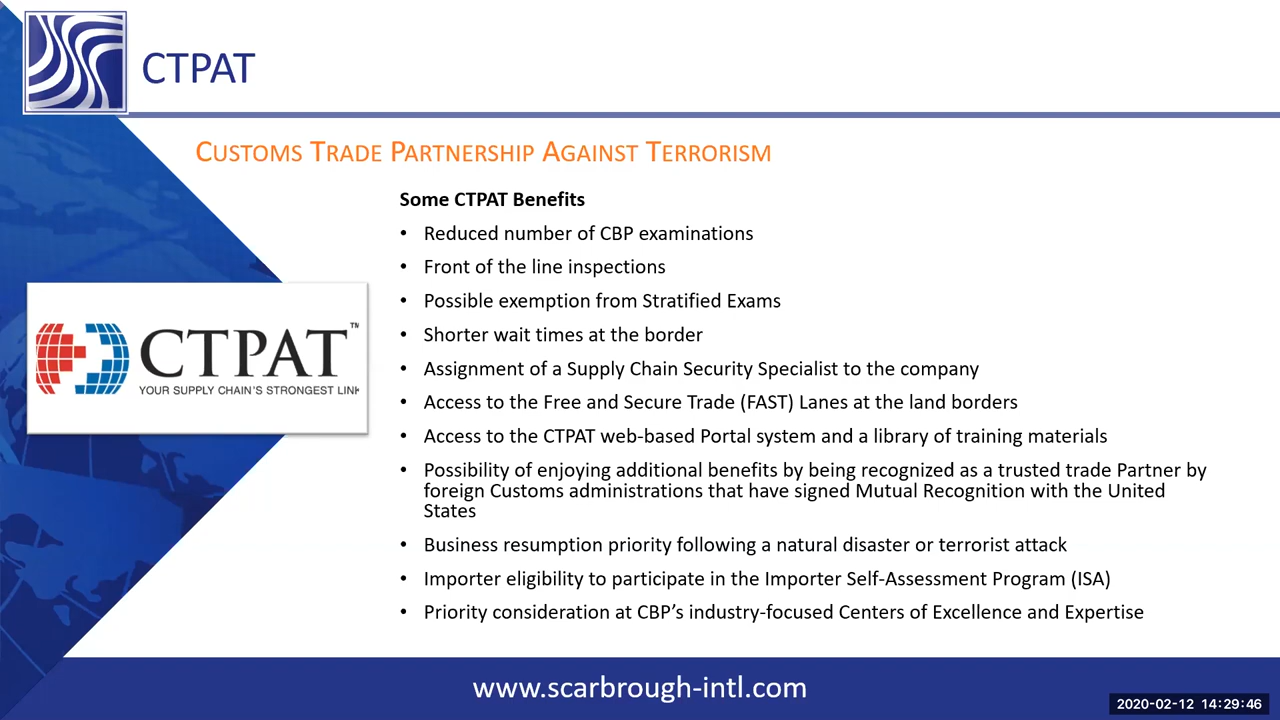 CTPAT
CUSTOMS TRADE PARTNERSHIP AGAINST TERRORISM
Some CTPAT Benefits
• Reduced number of CBP examinations
• Front of the line inspections
• Possible exemption from Stratified Exams
• Shorter wait times at the border
• Assignment of a Supply Chain Security Specialist to the company
• Access to the Free and Secure Trade (FAST) Lanes at the land borders
• Access to the CTPAT web-based Portal system and a library of training materials
• Possibility of enjoying additional benefits by being recognized as a trusted trade Partner by
foreign Customs administrations that have signed Mutual Recognition with the United
States
• Business resumption priority following a natural disaster or terrorist attack
• Importer eligibility to participate in the Importer Self-Assessment Program (ISA)
• Priority consideration at CBP’s industry-focused Centers of Excellence and Expertise
CTPAT™
YOUR SUPPLY CHAIN'S STRONGEST LINK
www.scarbrough-intl.com
2020-02-12 14:29:46